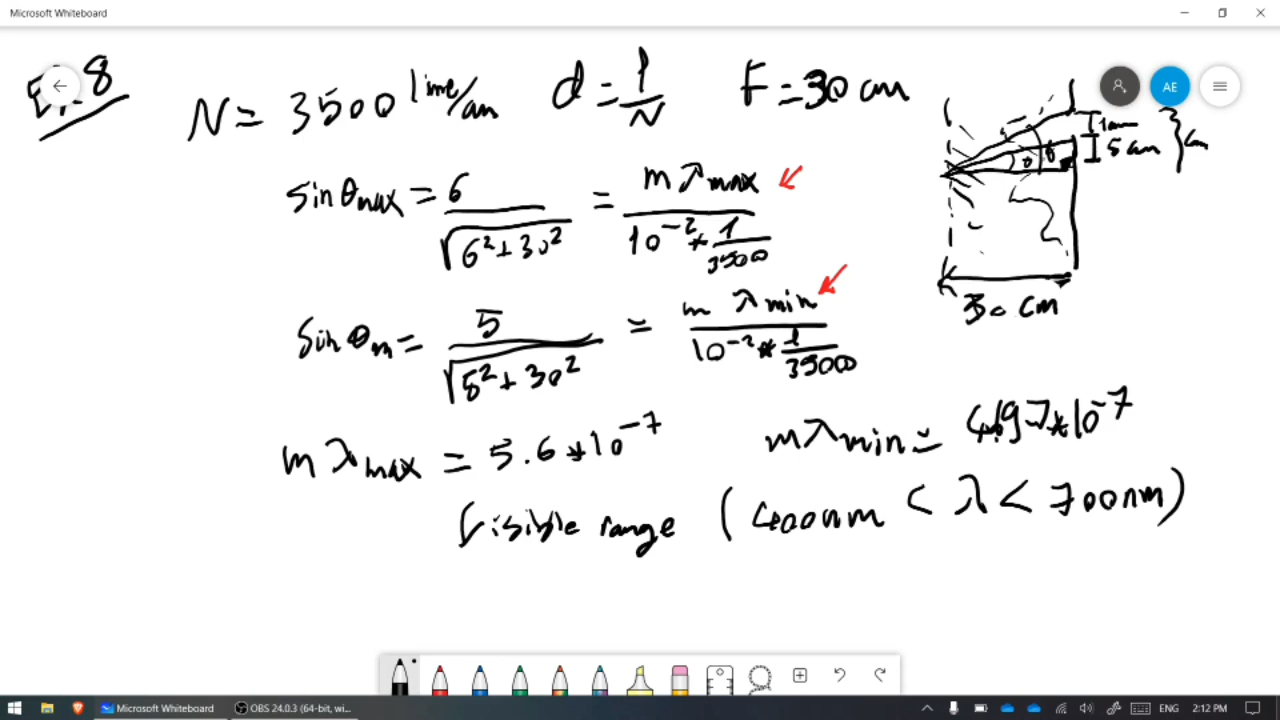 Microsoft Whiteboard
Ex. 8
N = 3500 line/cm d = 1/N F = 30 cm
AE
1cm
5 cm
30 cm
sin θmax = 6/√(6²+30²) = m λmax/(10⁻² * 1/3500)
sin θm = 5/√(5²+30²) = m λmin/(10⁻² * 1/3500)
m λmax = 5.6 * 10⁻⁷ m λmin = 4.697 * 10⁻⁷
Visible range (400nm < λ < 700nm)
Microsoft Whiteboard
OBS 24.0.3 (64-bit, wi...
ENG 2:12 PM